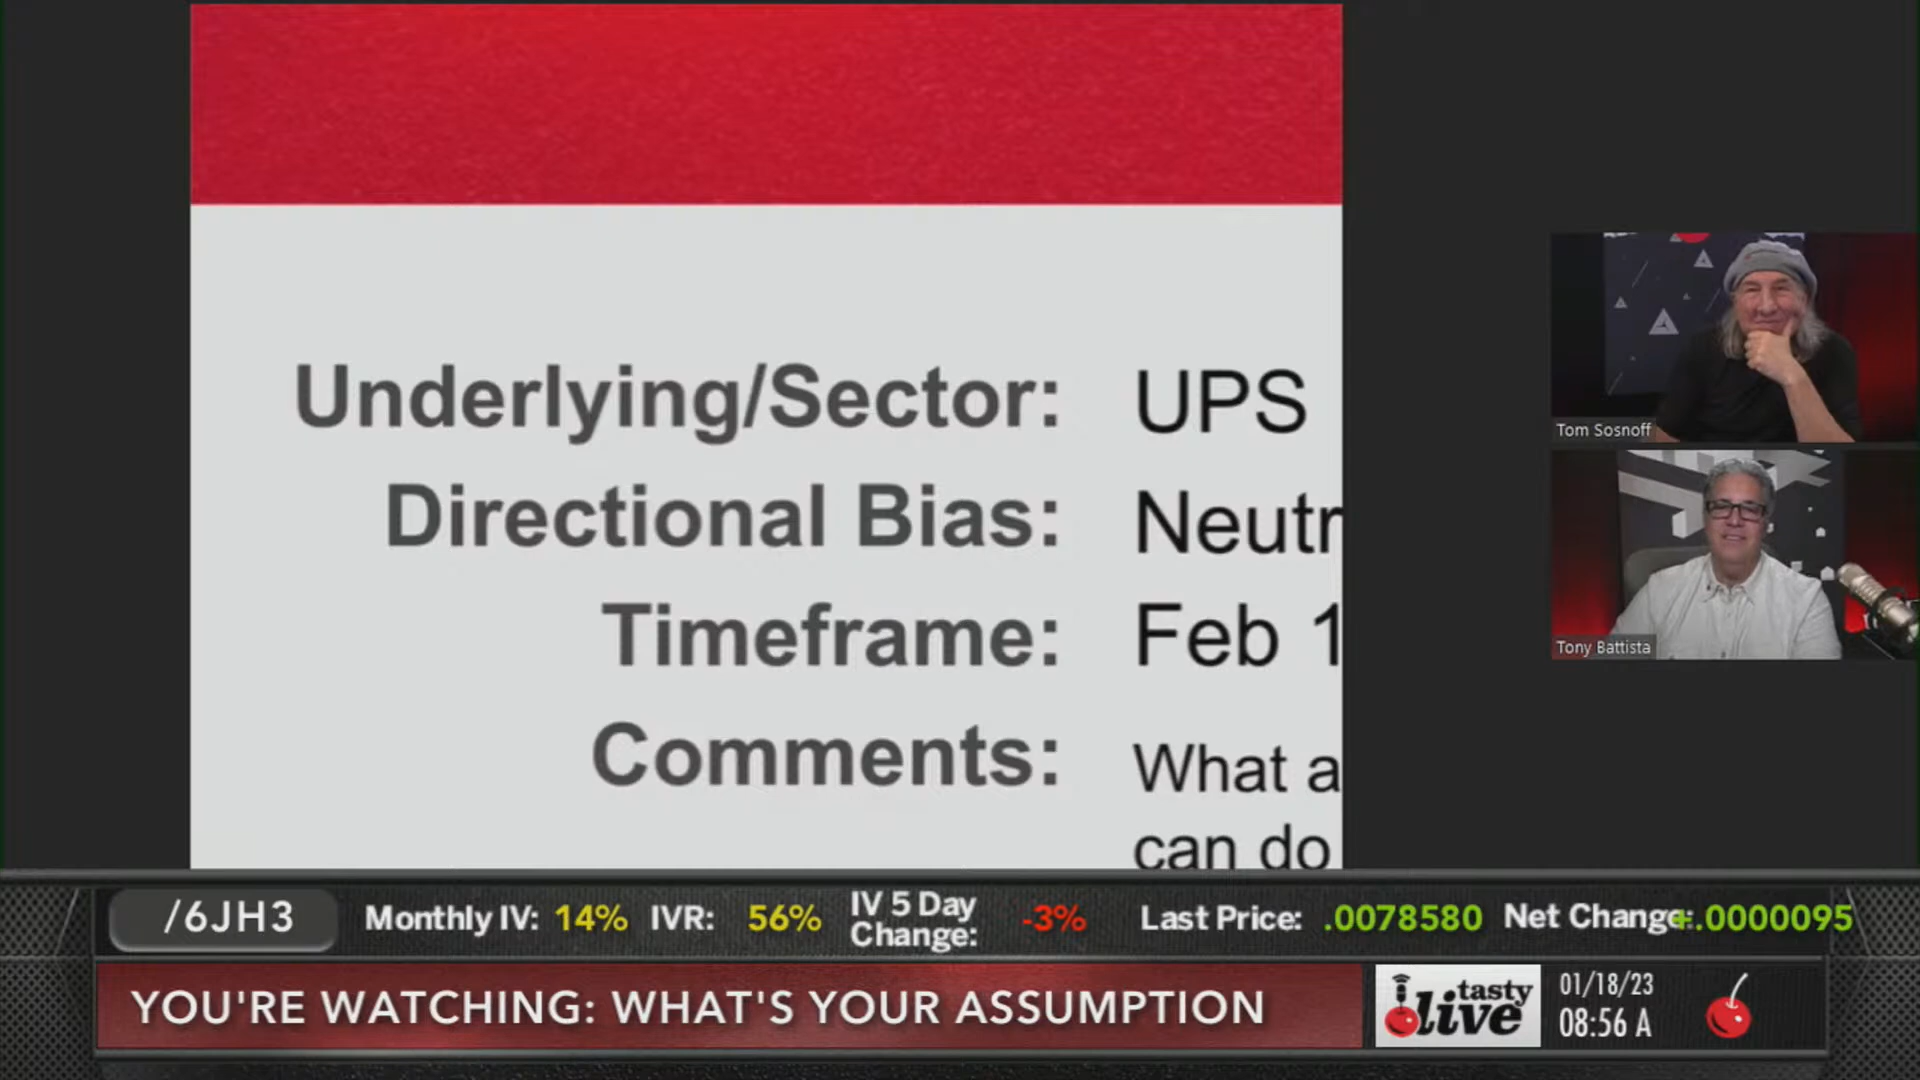 Underlying/Sector: UPS
Directional Bias: Neutr
Timeframe: Feb 1
Comments: What a
can do
Tom Sosnoff
Tony Battista
/6JH3 Monthly IV: 14% IVR: 56% IV 5 Day Change: -3% Last Price: .0078580 Net Change: +.0000095
YOU'RE WATCHING: WHAT'S YOUR ASSUMPTION
tasty
live
01/18/23
08:56 A